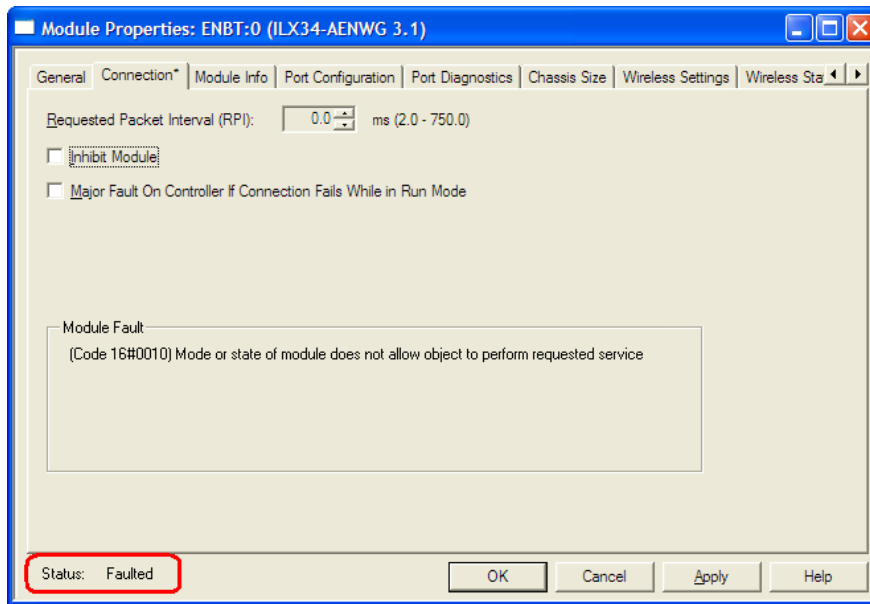 Module Properties: ENBT:0 (ILX34-AENWG 3.1)
General Connection* Module Info Port Configuration Port Diagnostics Chassis Size Wireless Settings Wireless Sta
Requested Packet Interval (RPI): 0.0 ms (2.0 - 750.0)
Inhibit Module
Major Fault On Controller If Connection Fails While in Run Mode
Module Fault
(Code 16#0010) Mode or state of module does not allow object to perform requested service
Status: Faulted OK Cancel Apply Help